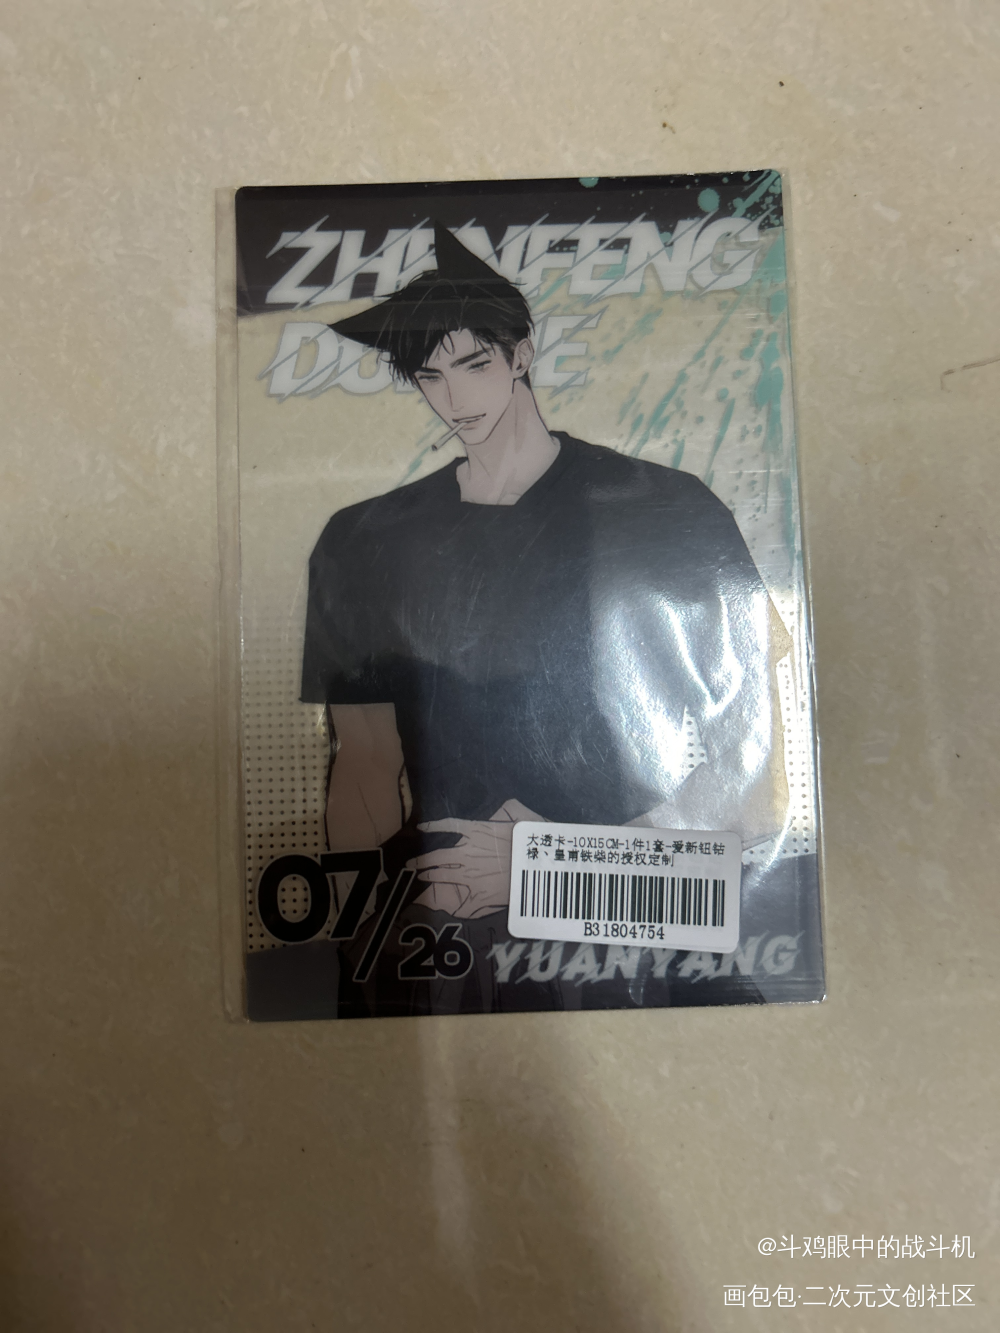 ZHENFENG
大透卡-10X15CM-1件1套-爱新钮钴
禄丶皇甫铁柴的授权定制
B31804754
07/26
YUANYANG
@斗鸡眼中的战斗机
画包包·二次元文创社区